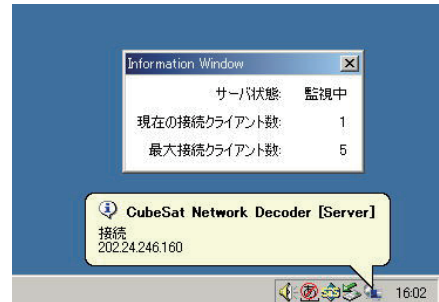 Information Window
サーバ状態: 監視中
現在の接続クライアント数: 1
最大接続クライアント数: 5
CubeSat Network Decoder [Server]
接続
202.24.246.160
あ
16:02